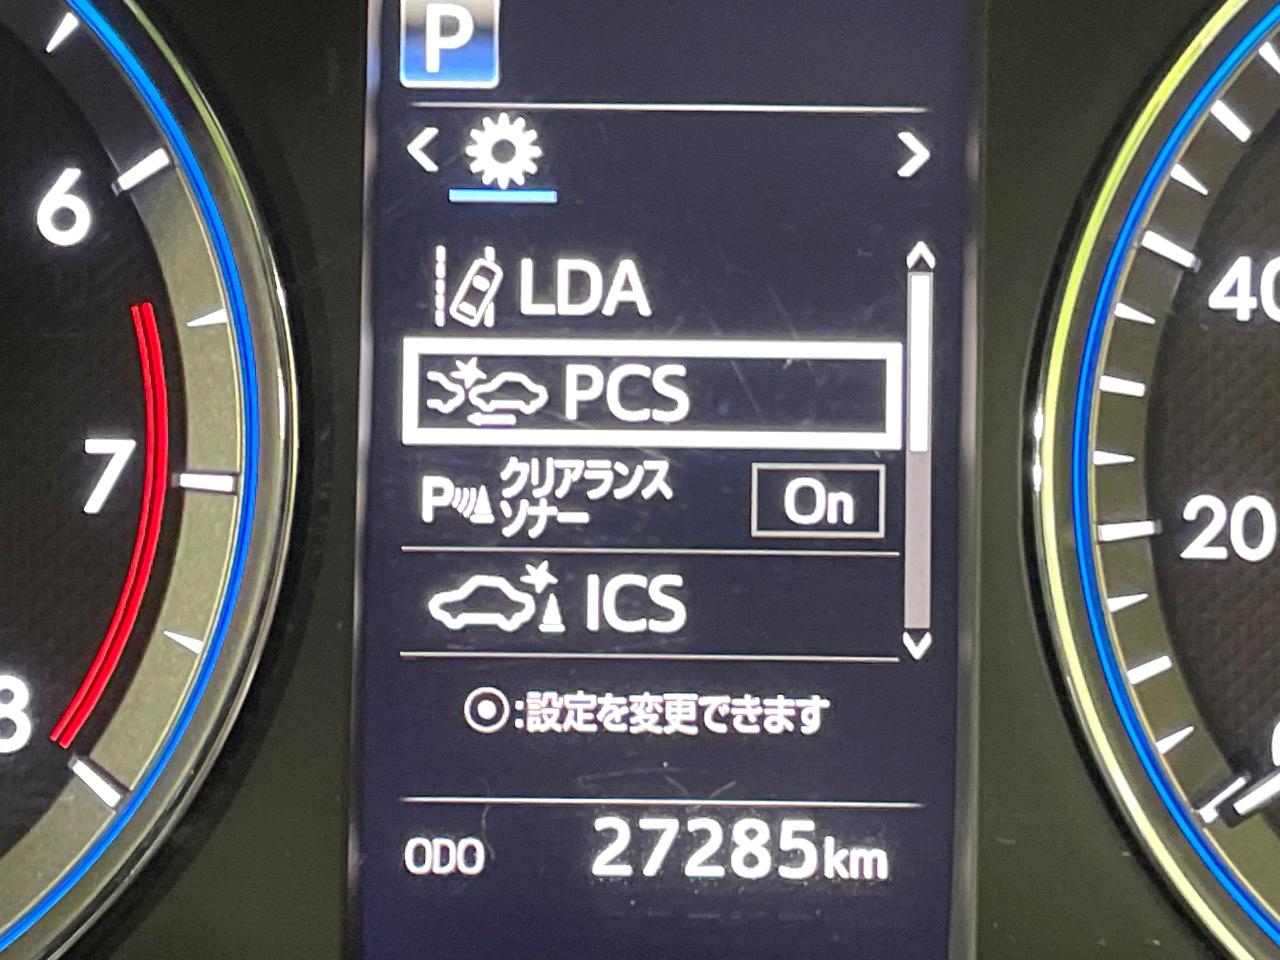 P
6
7
8
LDA
PCS
P クリアランス
ソナー
On
ICS
:設定を変更できます
ODO 27285km
40
20